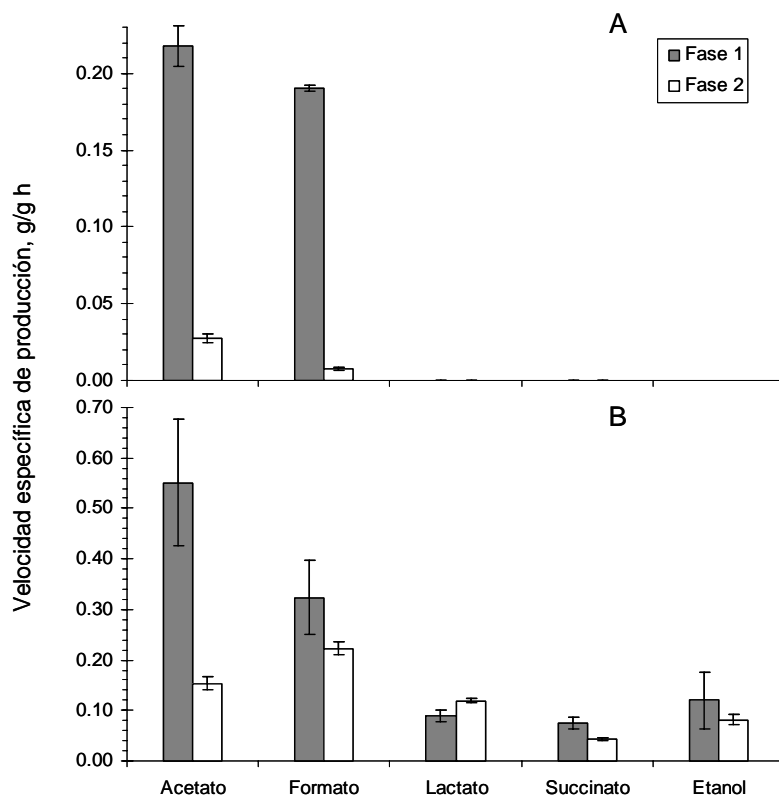 A
Fase 1
Fase 2
Velocidad específica de producción, g/g h
0.20
0.15
0.10
0.05
0.00
B
0.70
0.60
0.50
0.40
0.30
0.20
0.10
0.00
Acetato Formato Lactato Succinato Etanol